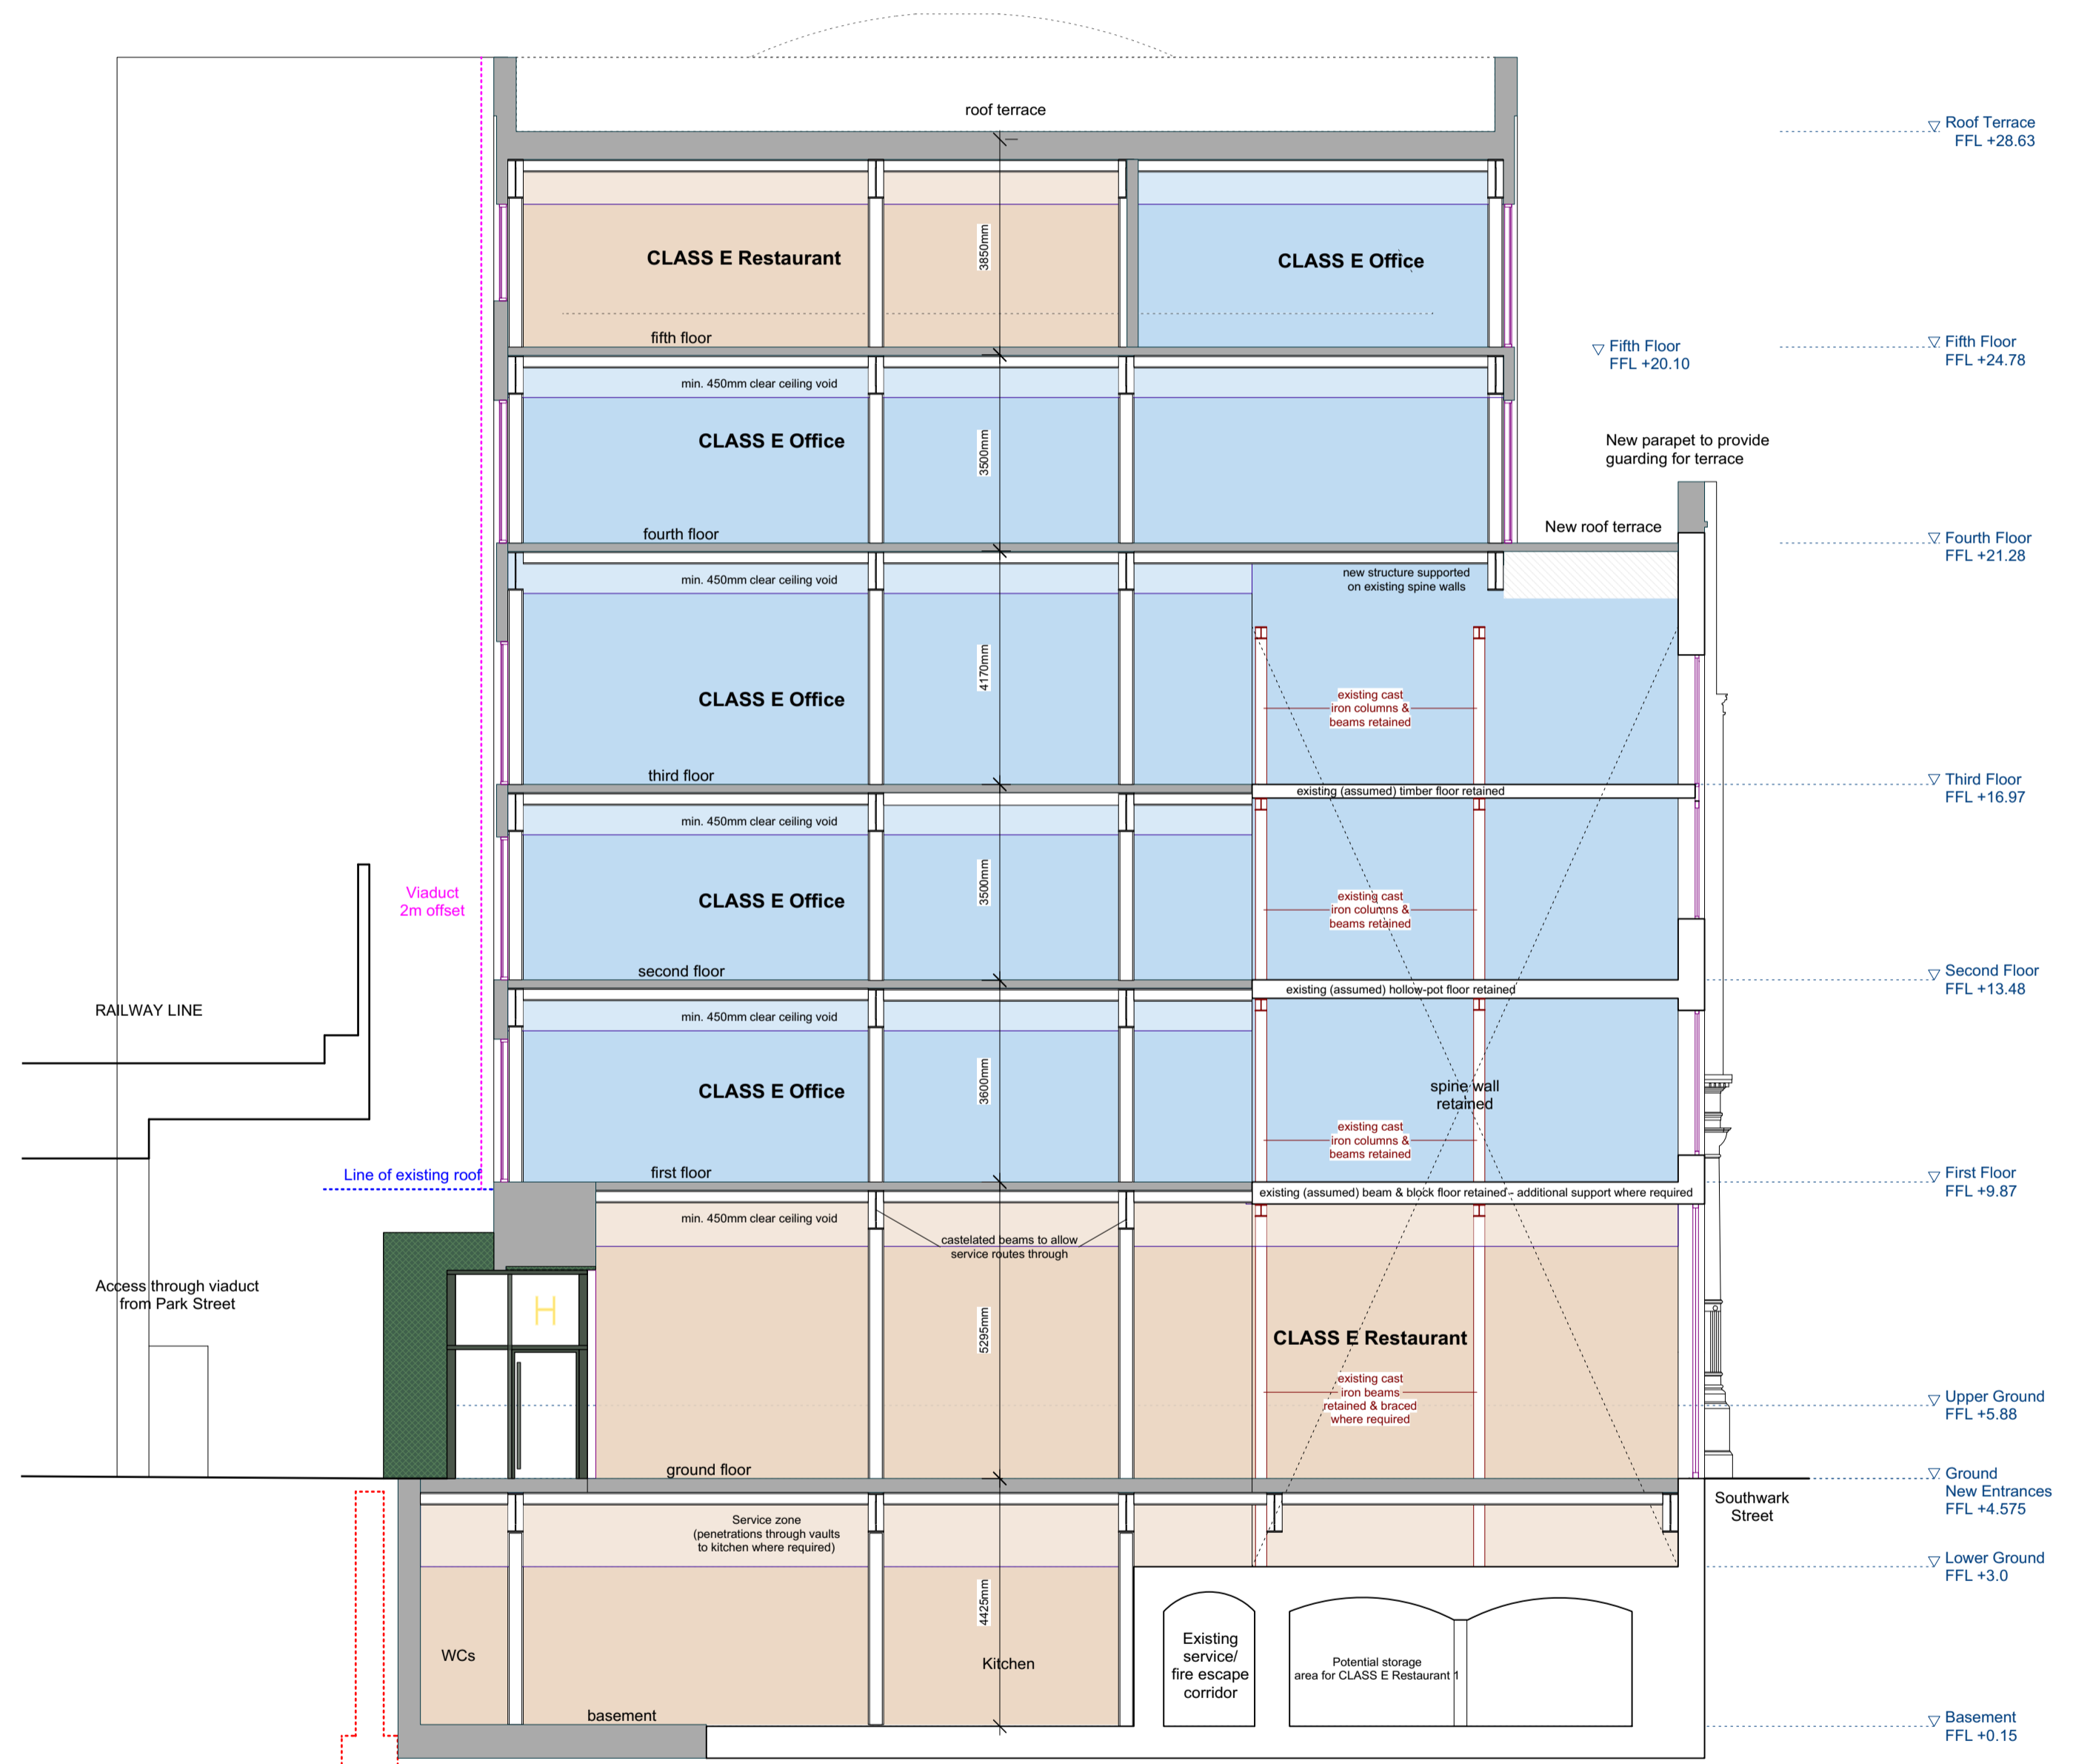 roof terrace
Roof Terrace
FFL +28.63
CLASS E Restaurant
3850mm
CLASS E Office
fifth floor
Fifth Floor
FFL +20.10
Fifth Floor
FFL +24.78
min. 450mm clear ceiling void
CLASS E Office
3500mm
New parapet to provide
guarding for terrace
fourth floor
New roof terrace
Fourth Floor
FFL +21.28
min. 450mm clear ceiling void
new structure supported
on existing spine walls
CLASS E Office
4170mm
existing cast
iron columns &
beams retained
third floor
existing (assumed) timber floor retained
Third Floor
FFL +16.97
min. 450mm clear ceiling void
Viaduct
2m offset
CLASS E Office
3500mm
existing cast
iron columns &
beams retained
second floor
existing (assumed) hollow-pot floor retained
Second Floor
FFL +13.48
RAILWAY LINE
min. 450mm clear ceiling void
CLASS E Office
3600mm
spine wall
retained
existing cast
iron columns &
beams retained
Line of existing roof
first floor
existing (assumed) beam & block floor retained - additional support where required
First Floor
FFL +9.87
min. 450mm clear ceiling void
castelated beams to allow
service routes through
Access through viaduct
from Park Street
H
5295mm
CLASS E Restaurant
existing cast
iron beams
retained & braced
where required
Upper Ground
FFL +5.88
ground floor
Ground
New Entrances
FFL +4.575
Southwark
Street
Service zone
(penetrations through vaults
to kitchen where required)
Lower Ground
FFL +3.0
4425mm
WCs
Kitchen
Existing
service/
fire escape
corridor
Potential storage
area for CLASS E Restaurant 1
basement
Basement
FFL +0.15